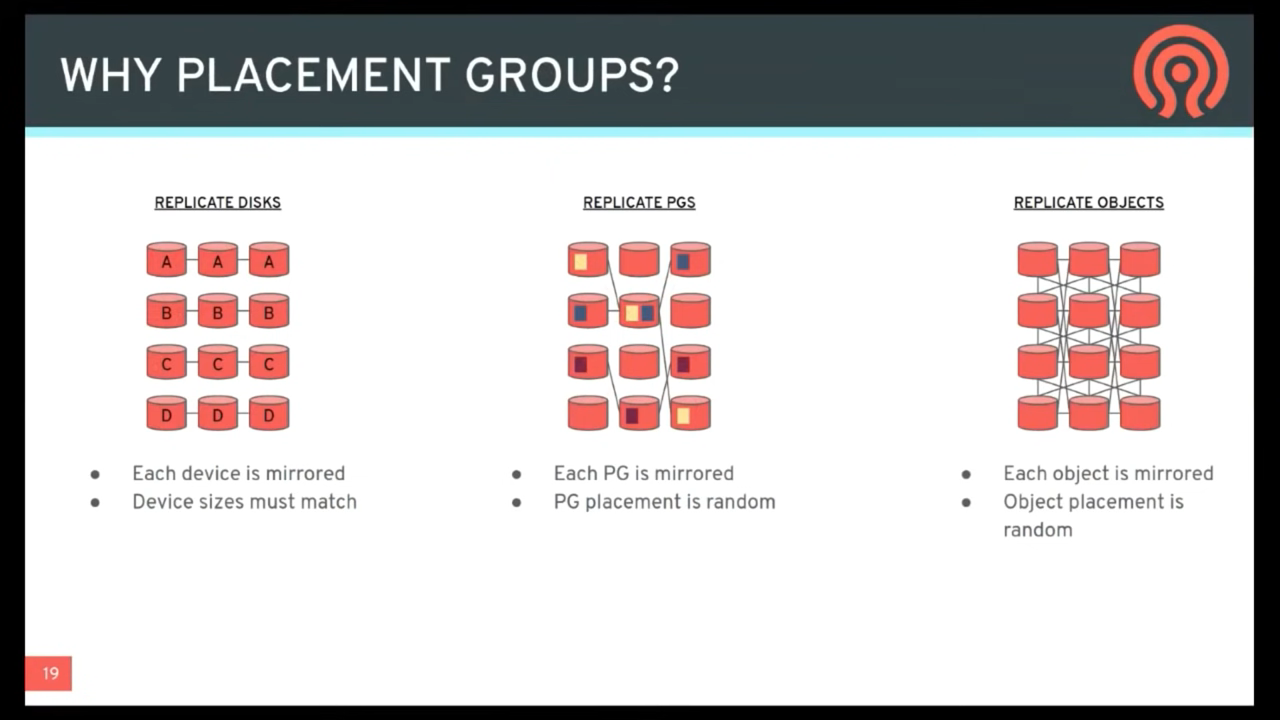 WHY PLACEMENT GROUPS?
REPLICATE DISKS
A A A
B B B
C C C
D D D
• Each device is mirrored
• Device sizes must match
REPLICATE PGS
• Each PG is mirrored
• PG placement is random
REPLICATE OBJECTS
• Each object is mirrored
• Object placement is
random
19